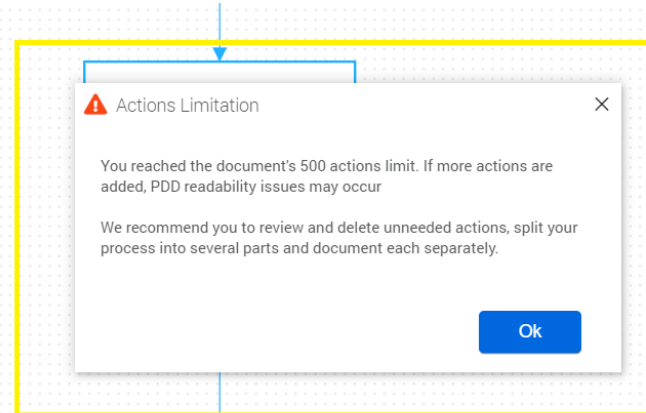 Actions Limitation
You reached the document's 500 actions limit. If more actions are
added, PDD readability issues may occur
We recommend you to review and delete unneeded actions, split your
process into several parts and document each separately.
Ok